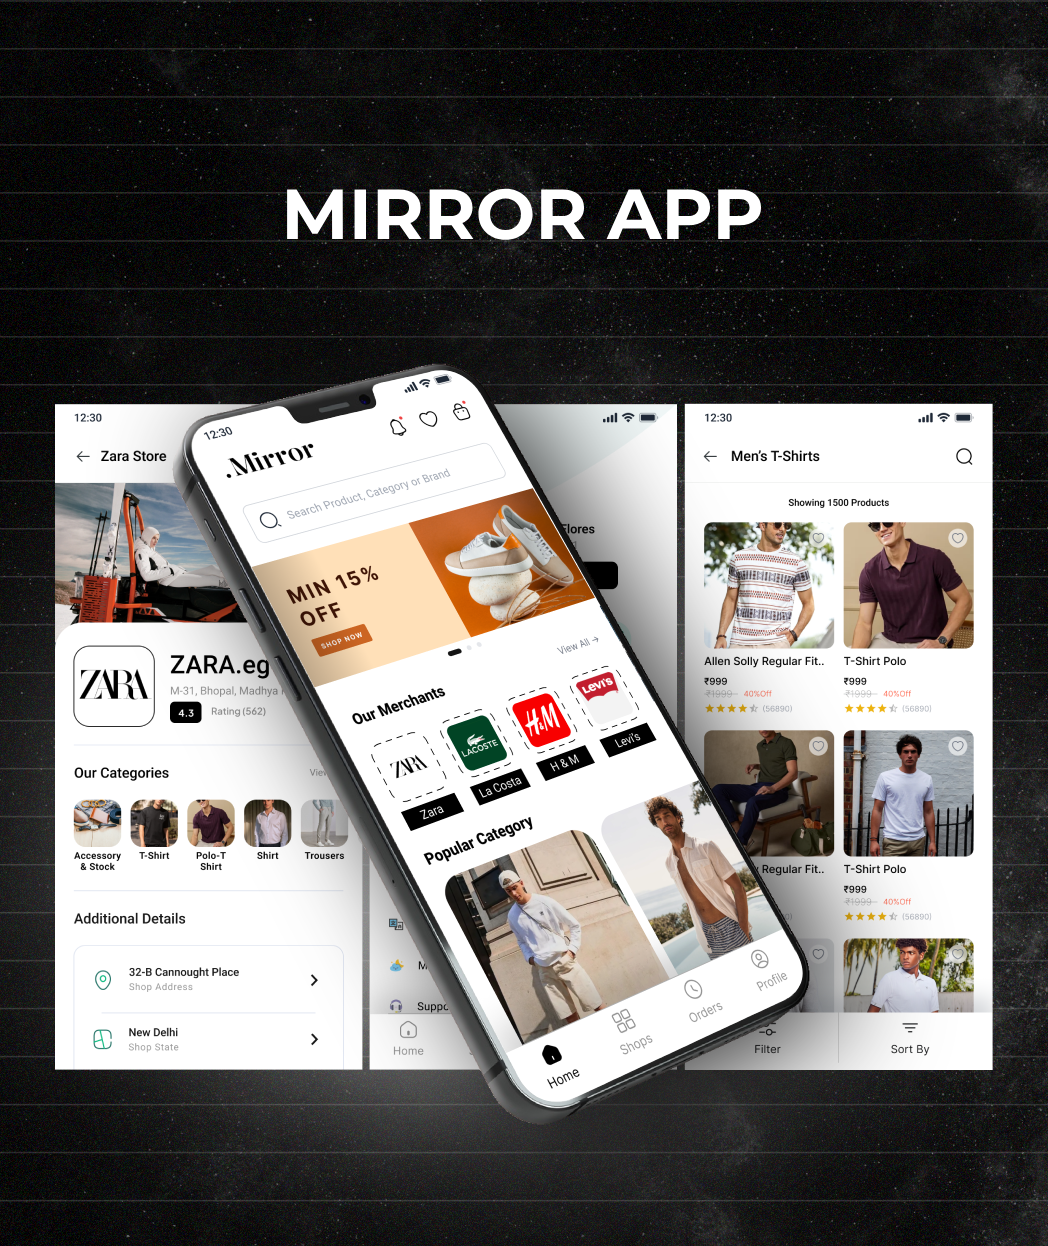 MIRROR APP
12:30
Zara Store
ZARA
ZARA.eg
M-31, Bhopal, Madhya
4.3
Rating (562)
Our Categories
Accessory
& Stock
T-Shirt
Polo-T
Shirt
Shirt
Trousers
Additional Details
32-B Cannought Place
Shop Address
New Delhi
Shop State
12:30
.Mirror
Search Product, Category or Brand
MIN 15%
OFF
SHOP NOW
View All →
Our Merchants
ZARA
LACOSTE
H&M
Levi's
Zara
La Costa
H & M
Levi's
Popular Category
Home
Shops
Orders
Profile
Flores
Home
12:30
Men's T-Shirts
Showing 1500 Products
Allen Solly Regular Fit..
T-Shirt Polo
₹999
₹999
₹1999
40%Off
₹1999
40%Off
(56890)
(56890)
Regular Fit..
T-Shirt Polo
₹999
₹1999
40%Off
(56890)
Filter
Sort By